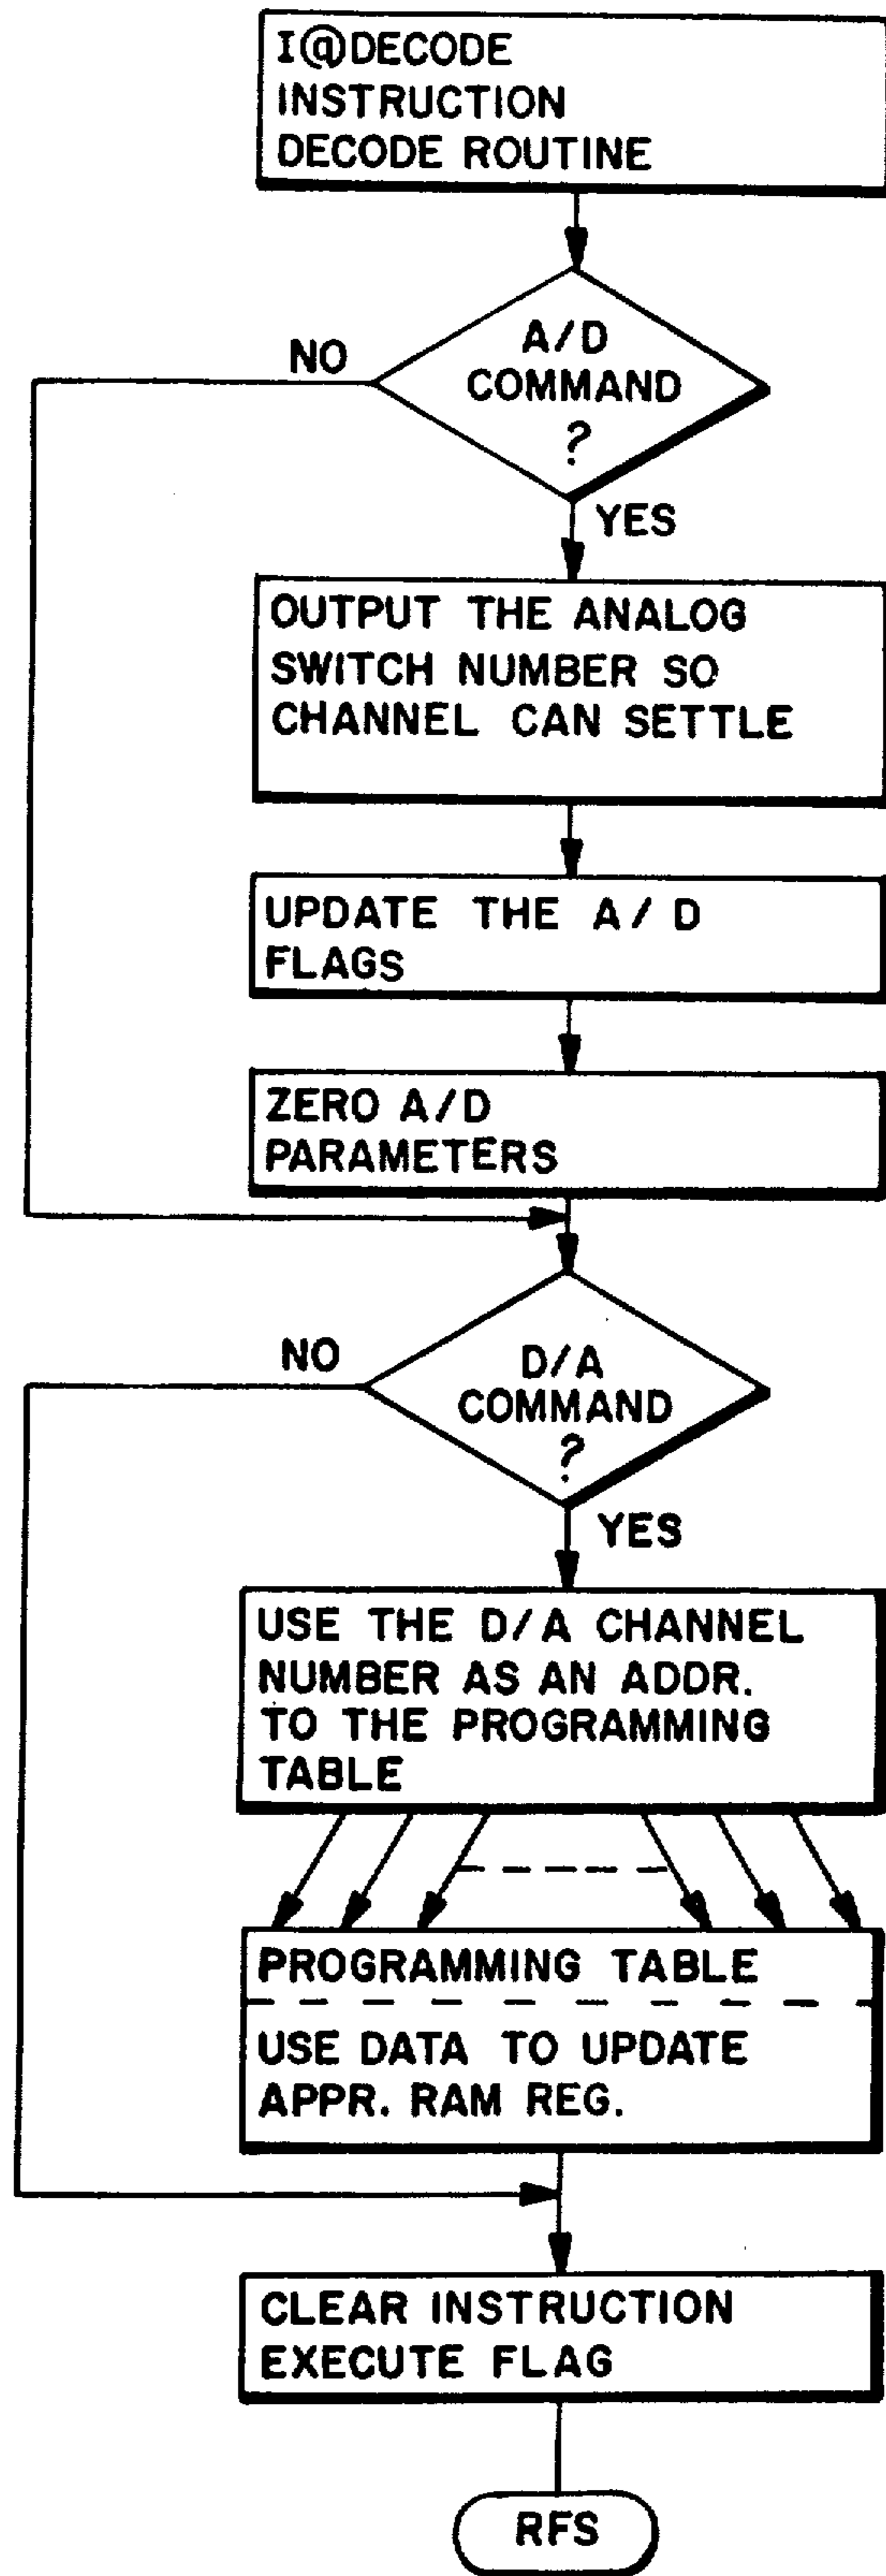 I@DECODE
INSTRUCTION
DECODE ROUTINE
A/D
COMMAND
?
NO
YES
OUTPUT THE ANALOG
SWITCH NUMBER SO
CHANNEL CAN SETTLE
UPDATE THE A/D
FLAGS
ZERO A/D
PARAMETERS
D/A
COMMAND
?
NO
YES
USE THE D/A CHANNEL
NUMBER AS AN ADDR.
TO THE PROGRAMMING
TABLE
PROGRAMMING TABLE
USE DATA TO UPDATE
APPR. RAM REG.
CLEAR INSTRUCTION
EXECUTE FLAG
RFS